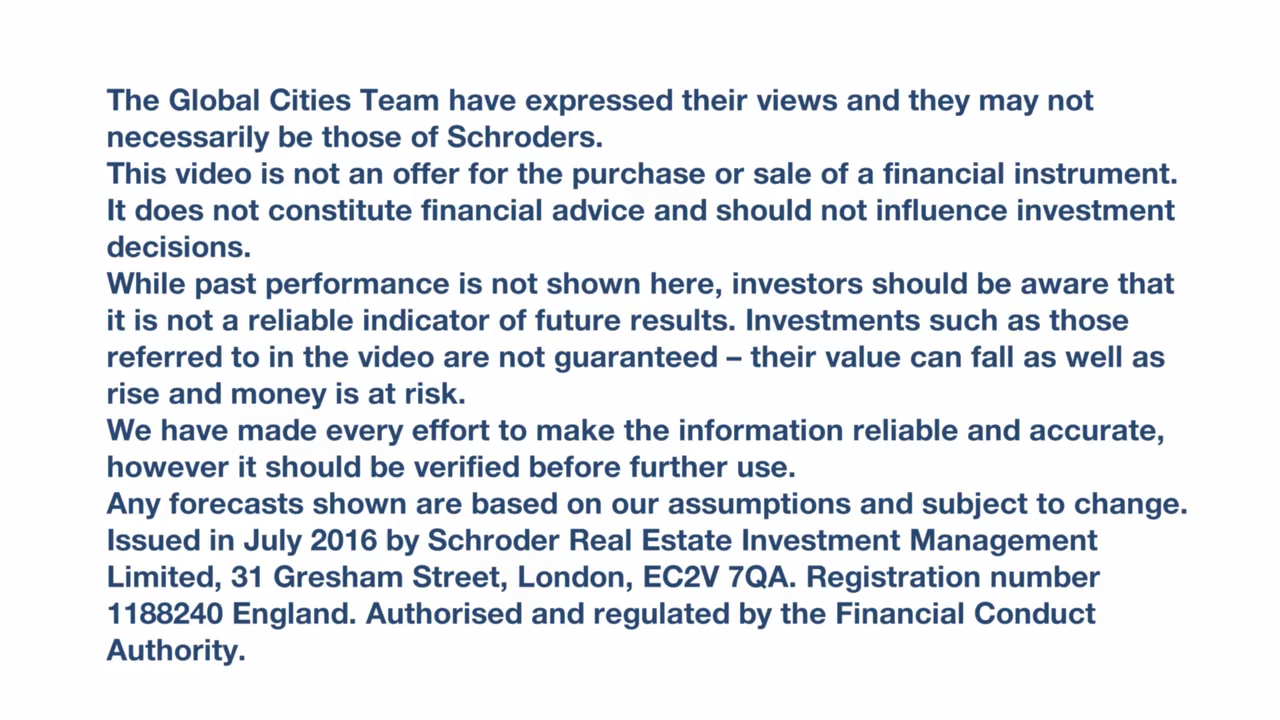 The Global Cities Team have expressed their views and they may not
necessarily be those of Schroders.
This video is not an offer for the purchase or sale of a financial instrument.
It does not constitute financial advice and should not influence investment
decisions.
While past performance is not shown here, investors should be aware that
it is not a reliable indicator of future results. Investments such as those
referred to in the video are not guaranteed – their value can fall as well as
rise and money is at risk.
We have made every effort to make the information reliable and accurate,
however it should be verified before further use.
Any forecasts shown are based on our assumptions and subject to change.
Issued in July 2016 by Schroder Real Estate Investment Management
Limited, 31 Gresham Street, London, EC2V 7QA. Registration number
1188240 England. Authorised and regulated by the Financial Conduct
Authority.